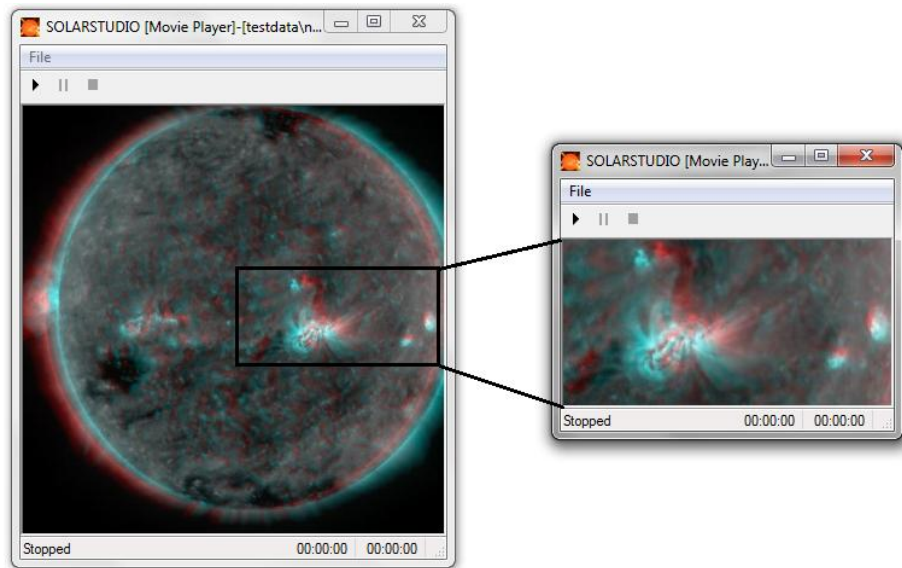 SOLARSTUDIO [Movie Player]-[testdata\n...
File
Stopped 00:00:00 00:00:00
SOLARSTUDIO [Movie Play...
File
Stopped 00:00:00 00:00:00